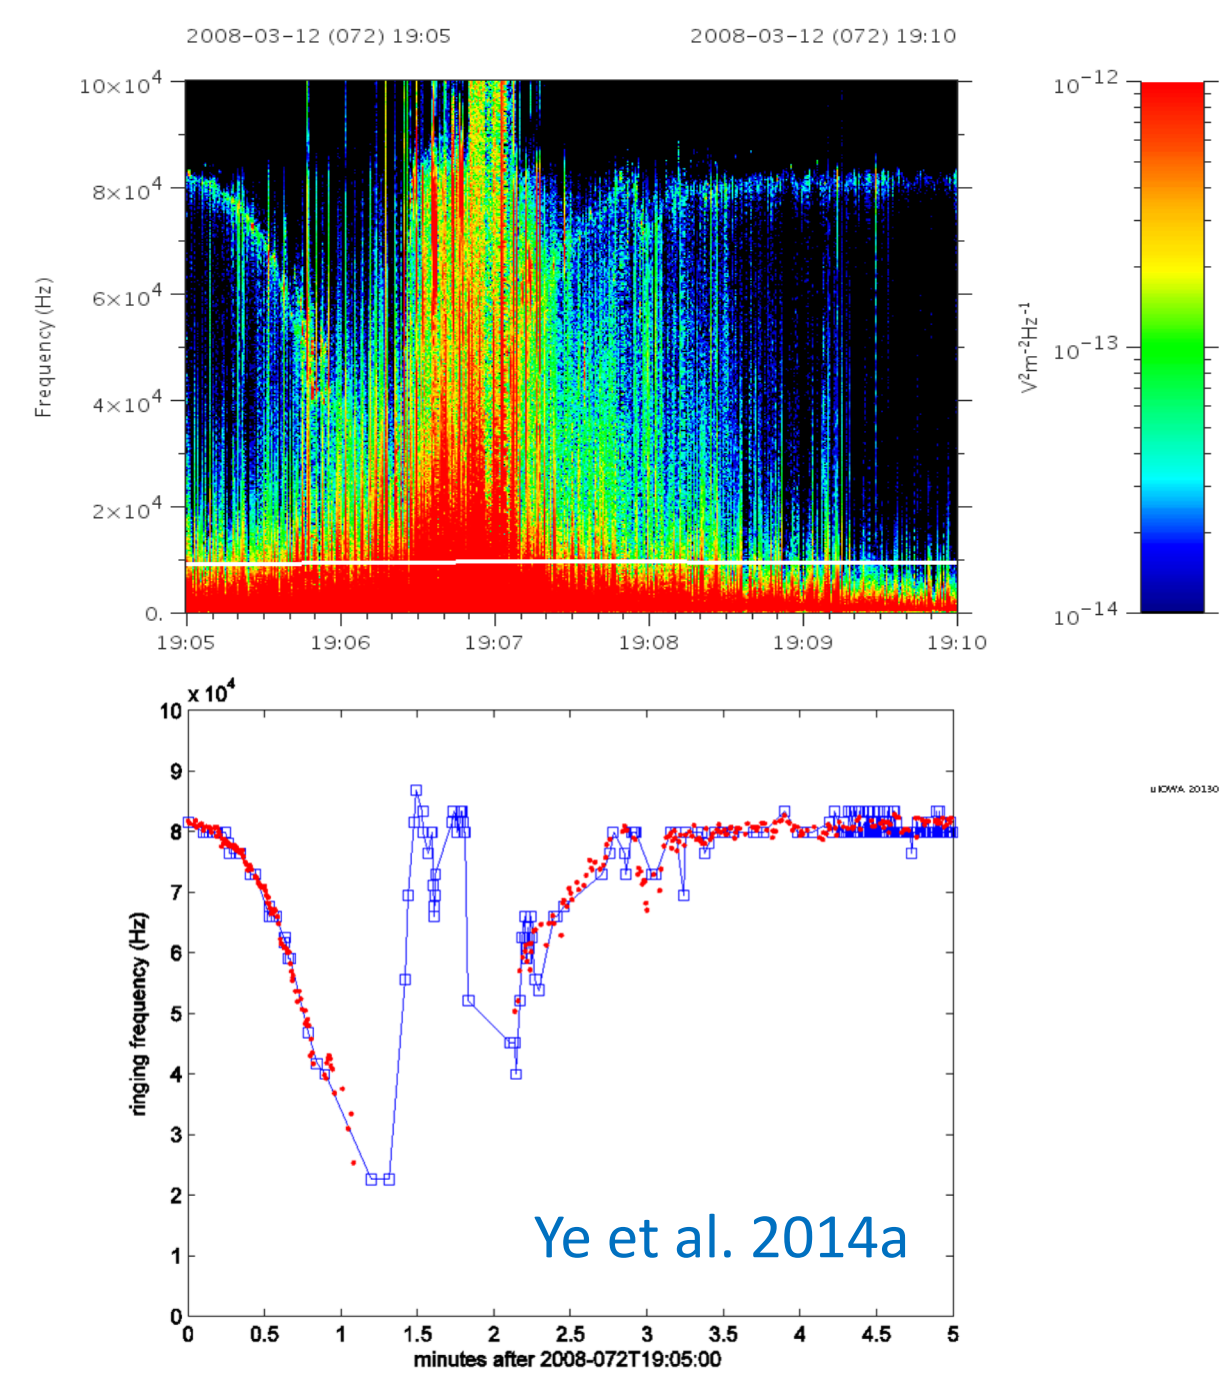 2008-03-12 (072) 19:05 2008-03-12 (072) 19:10
10×10⁴
8×10⁴
6×10⁴
4×10⁴
2×10⁴
0.
Frequency (Hz)
19:05 19:06 19:07 19:08 19:09 19:10
10⁻¹²
10⁻¹³
10⁻¹⁴
V²m⁻²Hz⁻¹
x 10⁴
10
9
8
7
6
5
4
3
2
1
0
ringing frequency (Hz)
0 0.5 1 1.5 2 2.5 3 3.5 4 4.5 5
minutes after 2008-072T19:05:00
Ye et al. 2014a
uIOWA 20130